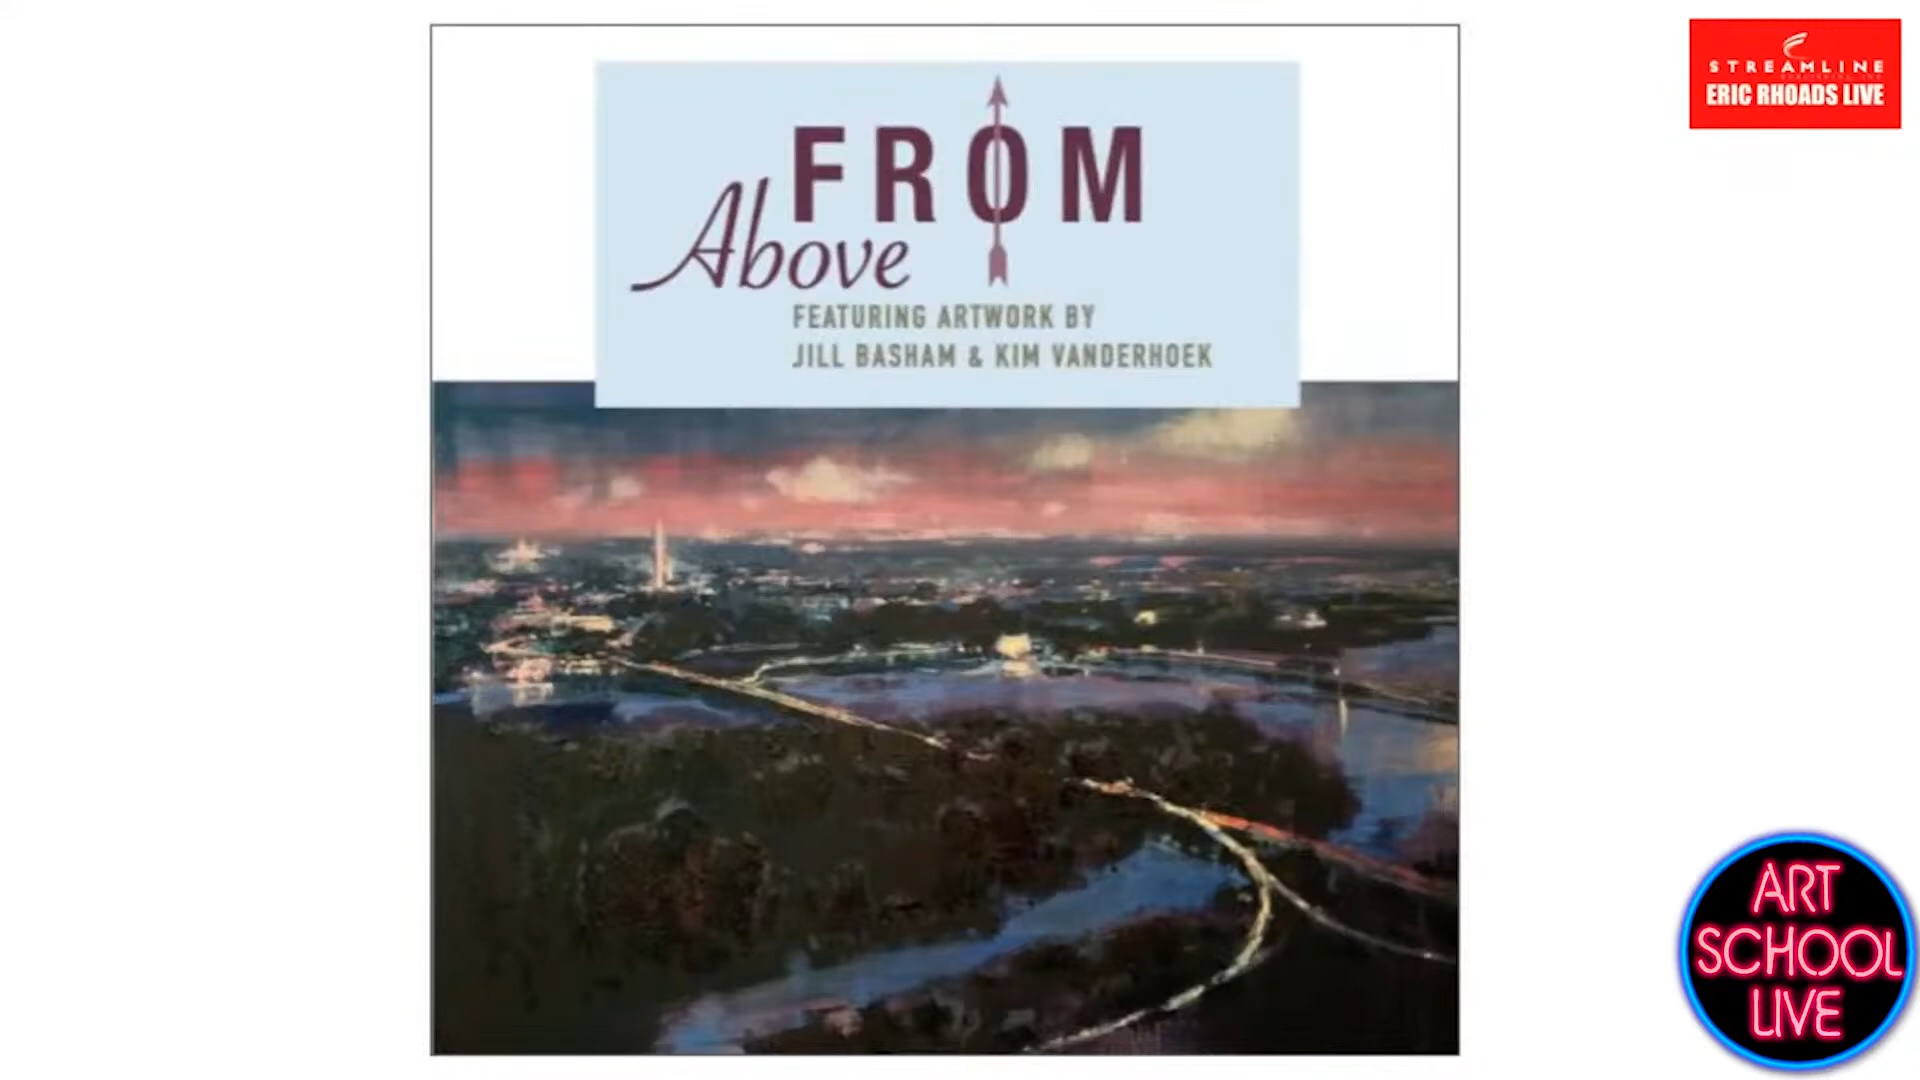 FROM
Above
FEATURING ARTWORK BY
JILL BASHAM & KIM VANDERHOEK
STREAMLINE
ERIC RHOADS LIVE
ART
SCHOOL
LIVE